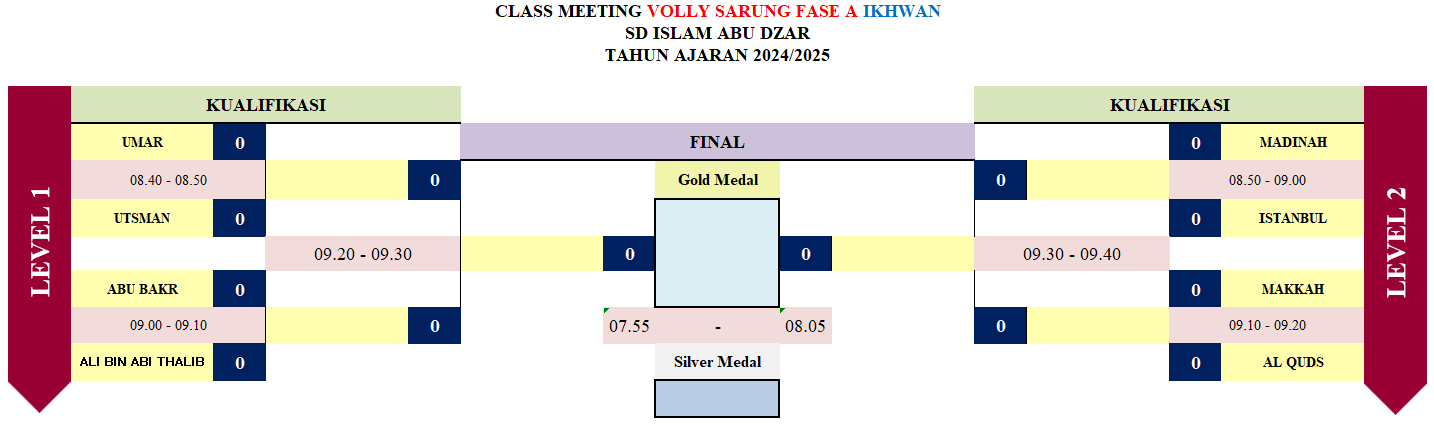 CLASS MEETING VOLLY SARUNG FASE A IKHWAN
SD ISLAM ABU DZAR
TAHUN AJARAN 2024/2025
KUALIFIKASI KUALIFIKASI
UMAR 0 FINAL 0 MADINAH
08.40 - 08.50 0 Gold Medal 0 08.50 - 09.00
UTSMAN 0 0 ISTANBUL
LEVEL 1 09.20 - 09.30 0 0 09.30 - 09.40 LEVEL 2
ABU BAKR 0 0 MAKKAH
09.00 - 09.10 0 07.55 - 08.05 0 09.10 - 09.20
ALI BIN ABI THALIB 0 Silver Medal 0 AL QUDS